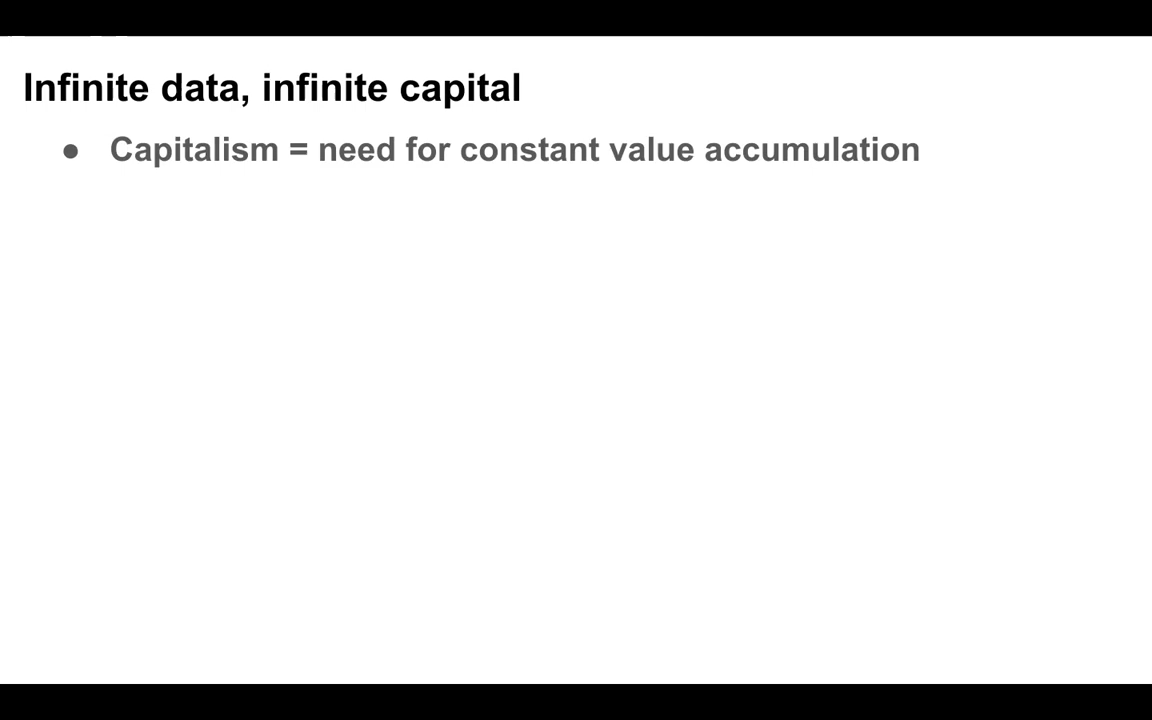 Infinite data, infinite capital
● Capitalism = need for constant value accumulation